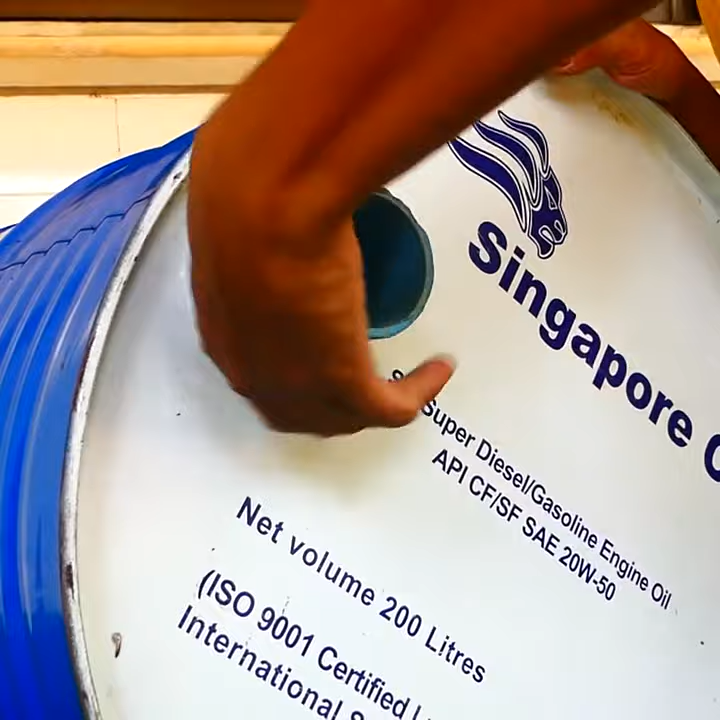 Singapore
Super Diesel/Gasoline Engine Oil
API CF/SF SAE 20W-50
Net volume 200 Litres
(ISO 9001 Certified
International